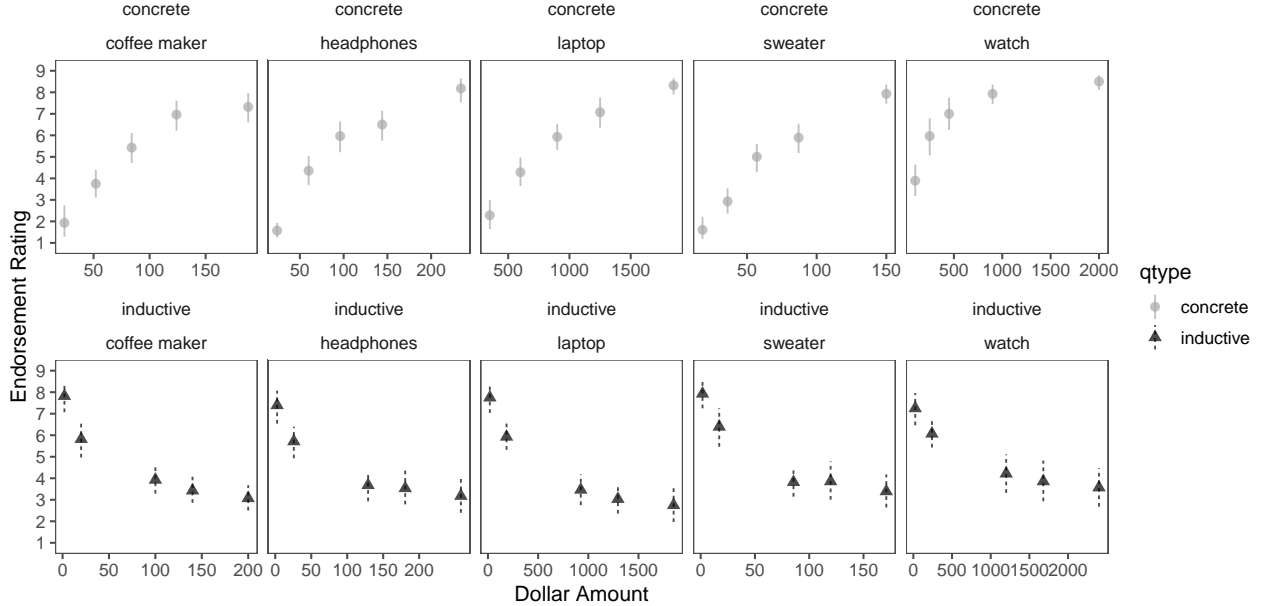 concrete concrete concrete concrete concrete
coffee maker headphones laptop sweater watch
9
8
7
6
5
4
3
2
1
50 100 150 50 100 150 200 500 1000 1500 50 100 150 500 1000 1500 2000
Endorsement Rating
qtype
concrete
inductive
inductive inductive inductive inductive inductive
coffee maker headphones laptop sweater watch
9
8
7
6
5
4
3
2
1
0 50 100 150 200 0 50 100 150 200 0 500 1000 1500 0 50 100 150 0 500 1000 1500 2000
Dollar Amount